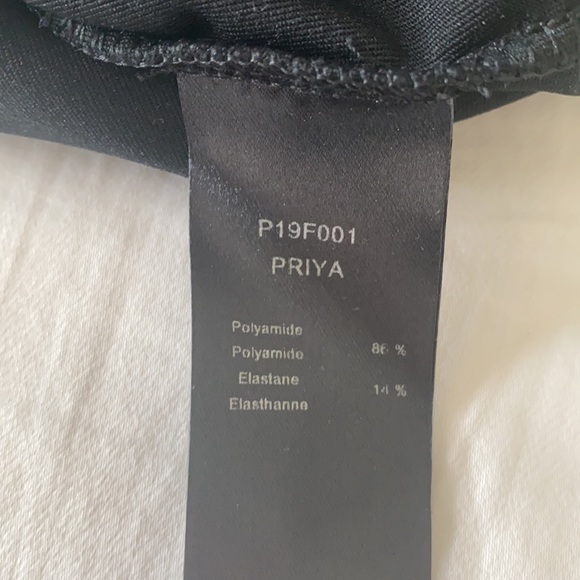 P19F001
PRIYA
Polyamide
Polyamide 86 %
Elastane 14 %
Elasthanne